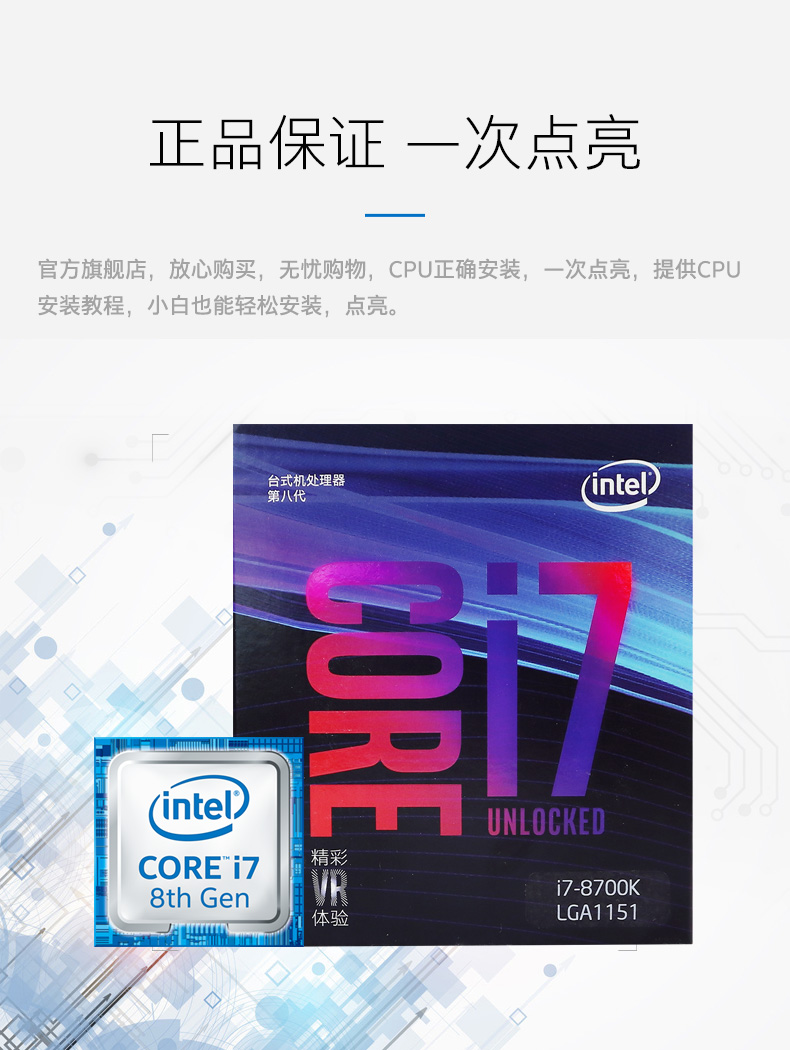 正品保证 一次点亮
官方旗舰店，放心购买，无忧购物，CPU正确安装，一次点亮，提供CPU
安装教程，小白也能轻松安装，点亮。
台式机处理器
第八代
intel®
CORE i7
UNLOCKED
精彩
VR
体验
i7-8700K
LGA1151
intel®
CORE™ i7
8th Gen